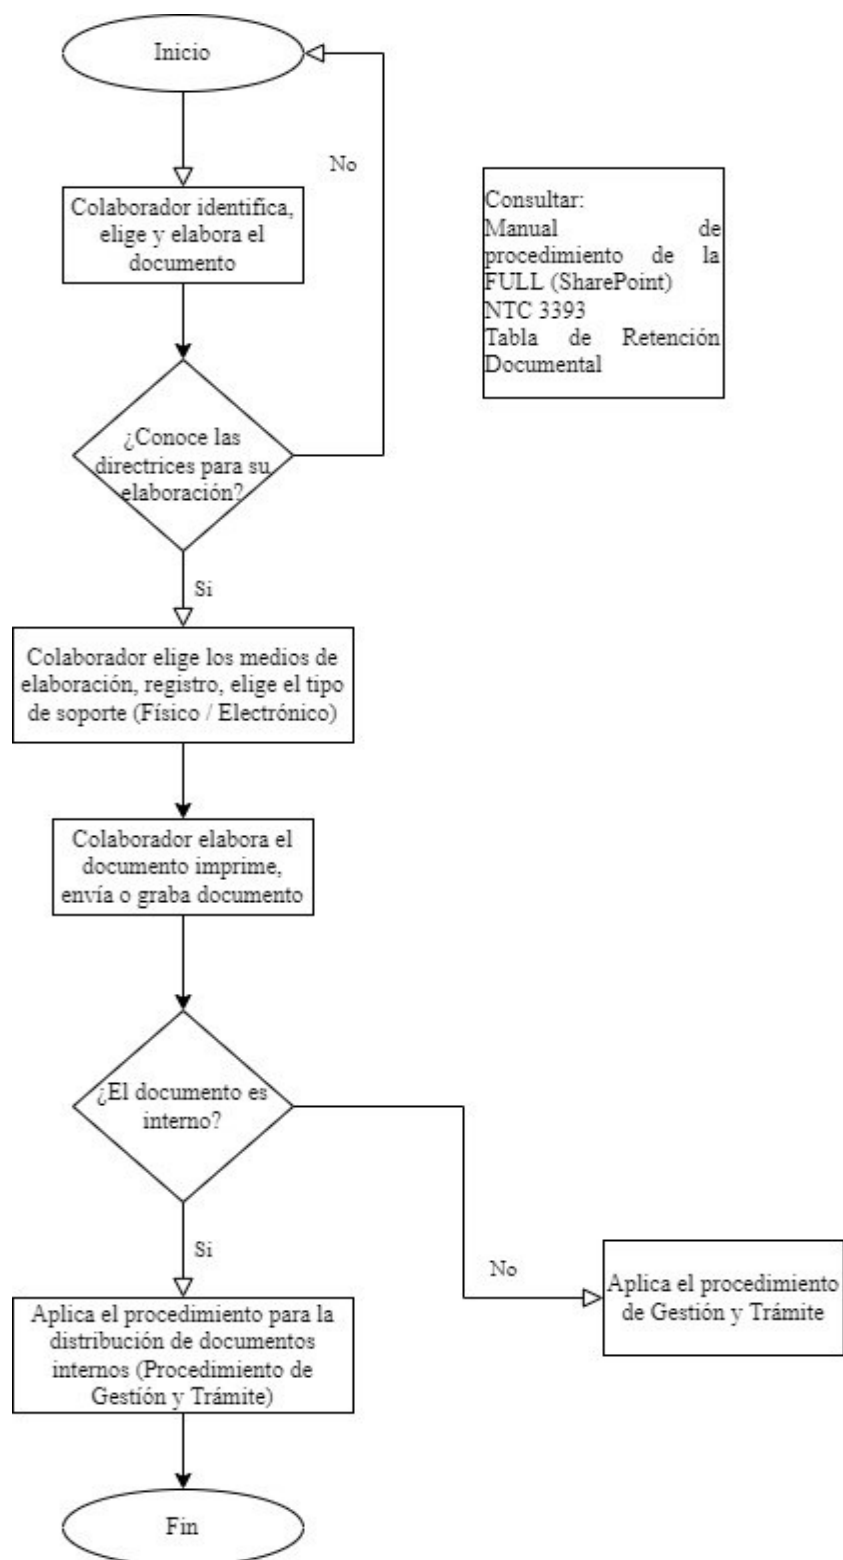 Inicio
No
Colaborador identifica,
elige y elabora el
documento
Consultar:
Manual de
procedimiento de la
FULL (SharePoint)
NTC 3393
Tabla de Retención
Documental
¿Conoce las
directrices para su
elaboración?
Si
Colaborador elige los medios de
elaboración, registro, elige el tipo
de soporte (Físico / Electrónico)
Colaborador elabora el
documento imprime,
envía o graba documento
¿El documento es
interno?
Si
No
Aplica el procedimiento
de Gestión y Trámite
Aplica el procedimiento para la
distribución de documentos
internos (Procedimiento de
Gestión y Trámite)
Fin